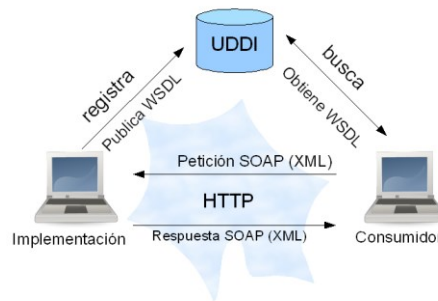 UDDI
registra
Publica WSDL
busca
Obtiene WSDL
Petición SOAP (XML)
HTTP
Respuesta SOAP (XML)
Implementación
Consumidor